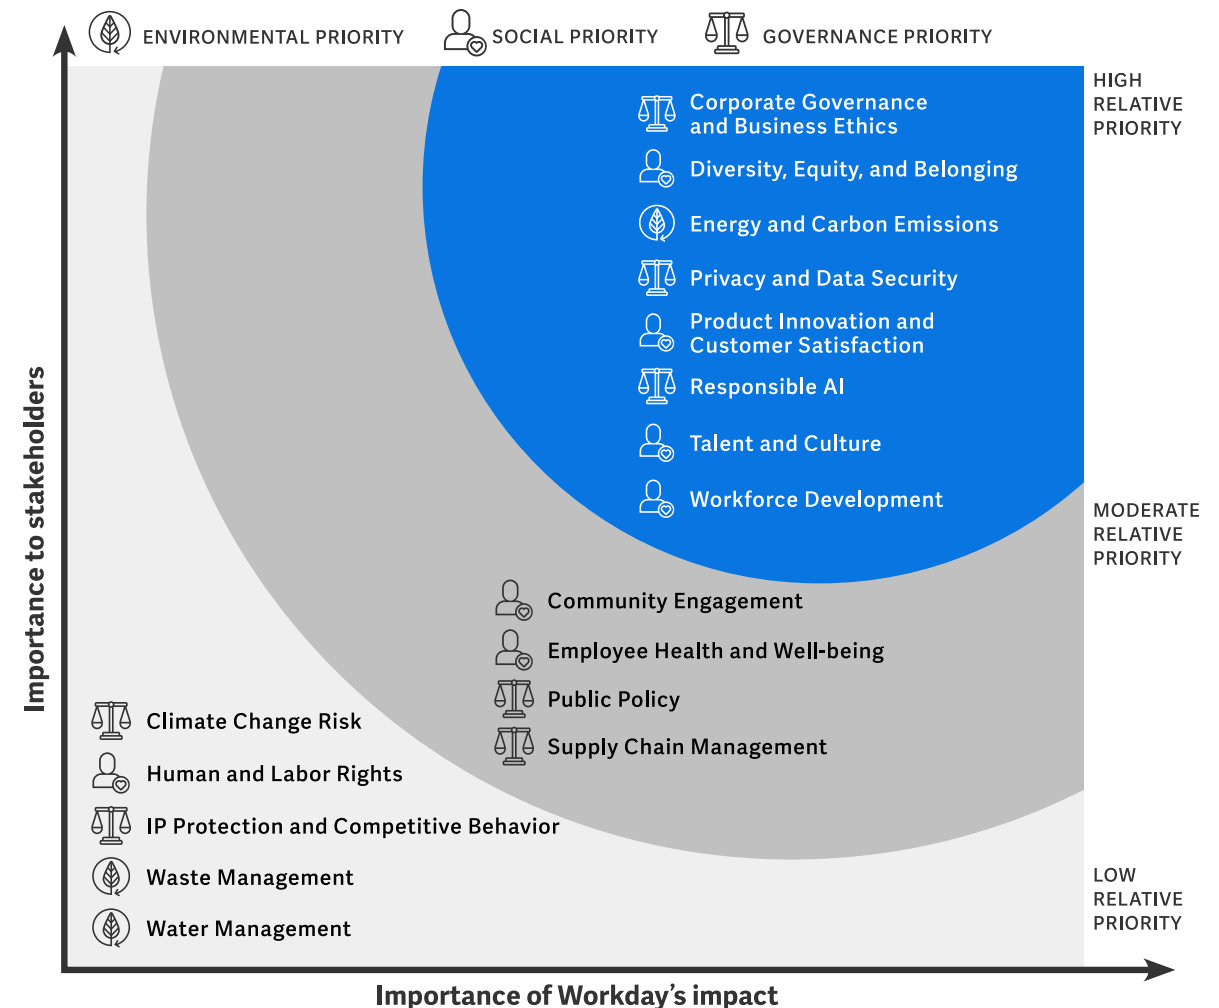 ENVIRONMENTAL PRIORITY
SOCIAL PRIORITY
GOVERNANCE PRIORITY
HIGH
RELATIVE
PRIORITY
Corporate Governance
and Business Ethics
Diversity, Equity, and Belonging
Energy and Carbon Emissions
Privacy and Data Security
Product Innovation and
Customer Satisfaction
Responsible AI
Talent and Culture
Workforce Development
MODERATE
RELATIVE
PRIORITY
Community Engagement
Employee Health and Well-being
Public Policy
Supply Chain Management
Climate Change Risk
Human and Labor Rights
IP Protection and Competitive Behavior
Waste Management
Water Management
LOW
RELATIVE
PRIORITY
Importance to stakeholders
Importance of Workday’s impact